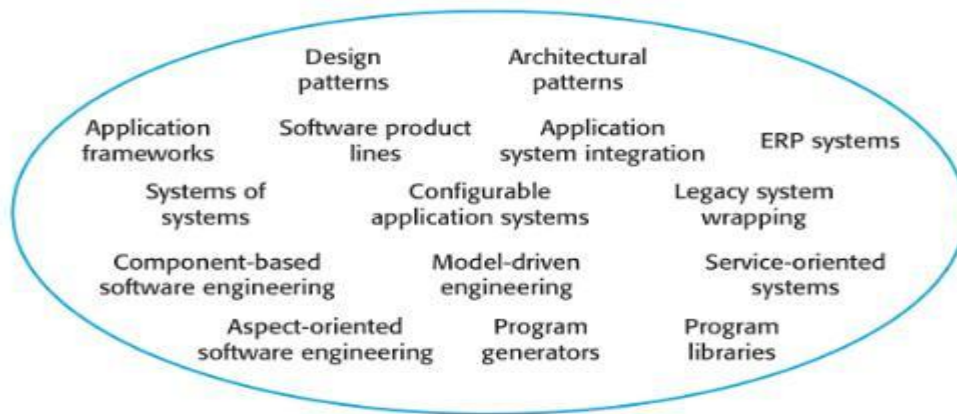 Design patterns
Architectural patterns
Application frameworks
Software product lines
Application system integration
ERP systems
Systems of systems
Configurable application systems
Legacy system wrapping
Component-based software engineering
Model-driven engineering
Service-oriented systems
Aspect-oriented software engineering
Program generators
Program libraries